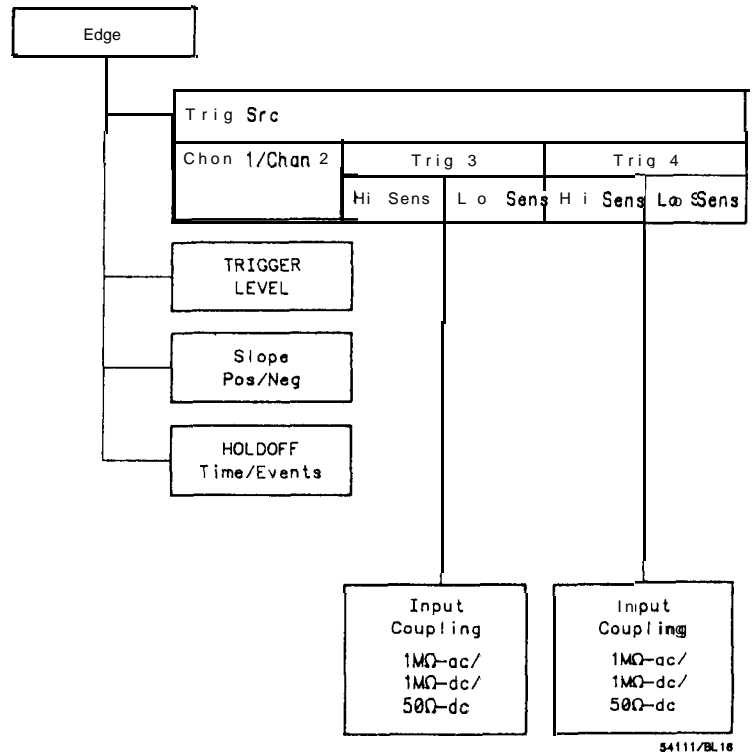 Edge
Trig Src
Chon 1/Chan 2
Trig 3
Trig 4
Hi Sens
Lo Sens
Hi Sens
Lo Sens
TRIGGER
LEVEL
Slope
Pos/Neg
HOLDOFF
Time/Events
Input
Coupling
1MΩ-ac/
1MΩ-dc/
50Ω-dc
Input
Coupling
1MΩ-ac/
1MΩ-dc/
50Ω-dc
54111/BL16